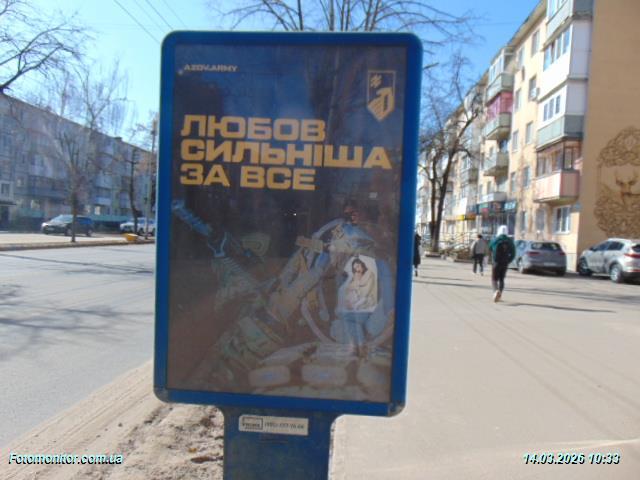 AZOV.ARMY
ЛЮБОВ
СИЛЬНІША
ЗА ВСЕ
Fotomonitor.com.ua
14.03.2026 10:33